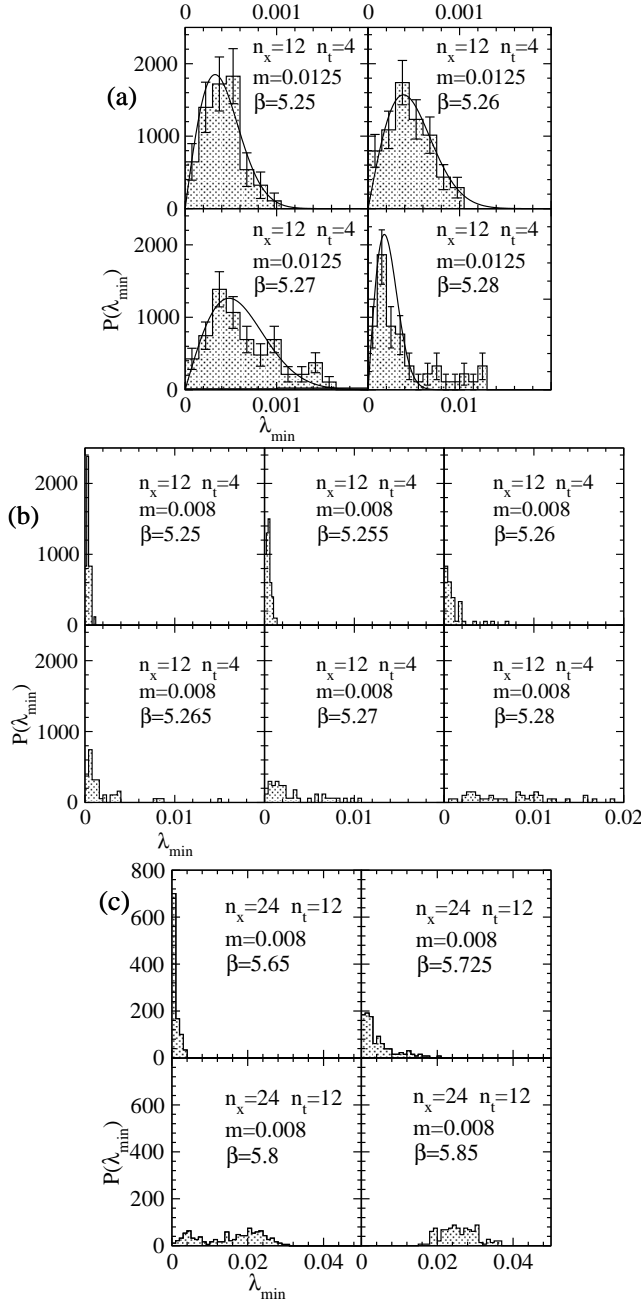 0 0.001 0 0.001
(a)
2000
1000
0
n_x=12 n_t=4
m=0.0125
β=5.25
n_x=12 n_t=4
m=0.0125
β=5.26
P(λ_min)
2000
1000
0
n_x=12 n_t=4
m=0.0125
β=5.27
n_x=12 n_t=4
m=0.0125
β=5.28
0 0.001 0 0.01
λ_min
(b)
2000
1000
0
n_x=12 n_t=4
m=0.008
β=5.25
n_x=12 n_t=4
m=0.008
β=5.255
n_x=12 n_t=4
m=0.008
β=5.26
P(λ_min)
2000
1000
0
n_x=12 n_t=4
m=0.008
β=5.265
n_x=12 n_t=4
m=0.008
β=5.27
n_x=12 n_t=4
m=0.008
β=5.28
0 0.01 0 0.01 0 0.01 0.02
λ_min
(c)
800
600
400
200
0
n_x=24 n_t=12
m=0.008
β=5.65
n_x=24 n_t=12
m=0.008
β=5.725
P(λ_min)
600
400
200
0
n_x=24 n_t=12
m=0.008
β=5.8
n_x=24 n_t=12
m=0.008
β=5.85
0 0.02 0.04 0 0.02 0.04
λ_min